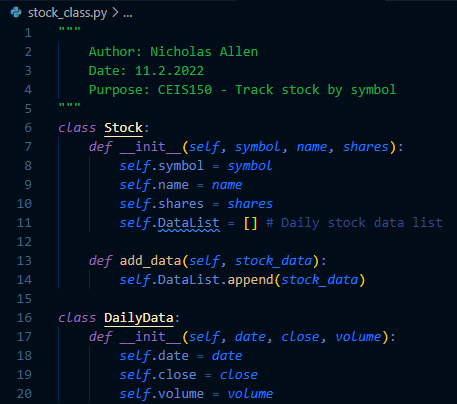 stock_class.py > ...
1 """
2     Author: Nicholas Allen
3     Date: 11.2.2022
4     Purpose: CEIS150 - Track stock by symbol
5 """
6 class Stock:
7     def __init__(self, symbol, name, shares):
8         self.symbol = symbol
9         self.name = name
10         self.shares = shares
11         self.DataList = [] # Daily stock data list
12
13     def add_data(self, stock_data):
14         self.DataList.append(stock_data)
15
16 class DailyData:
17     def __init__(self, date, close, volume):
18         self.date = date
19         self.close = close
20         self.volume = volume